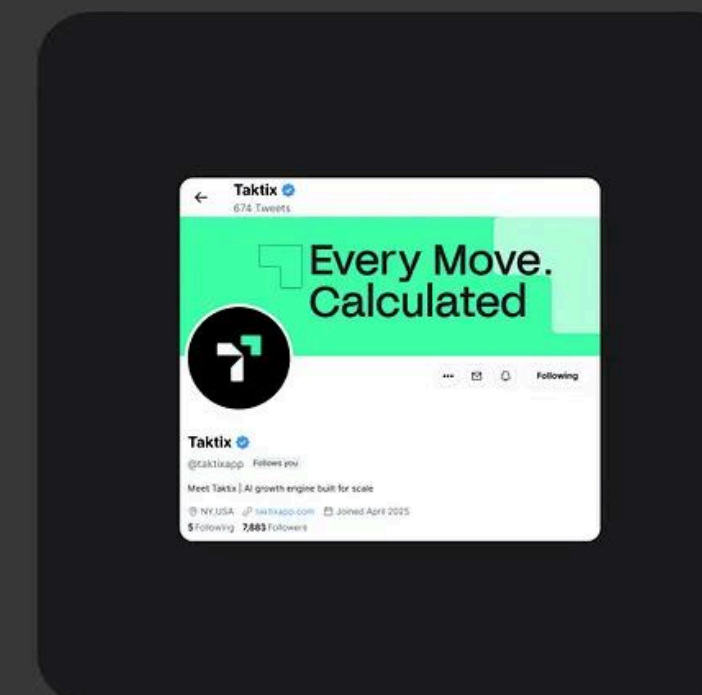 Taktix
674 Tweets
Every Move.
Calculated
Following
Taktix
@taktixapp Follows you
Meet Taktix | AI growth engine built for scale
NY,USA taktixapp.com Joined April 2025
5 Following 7,883 Followers